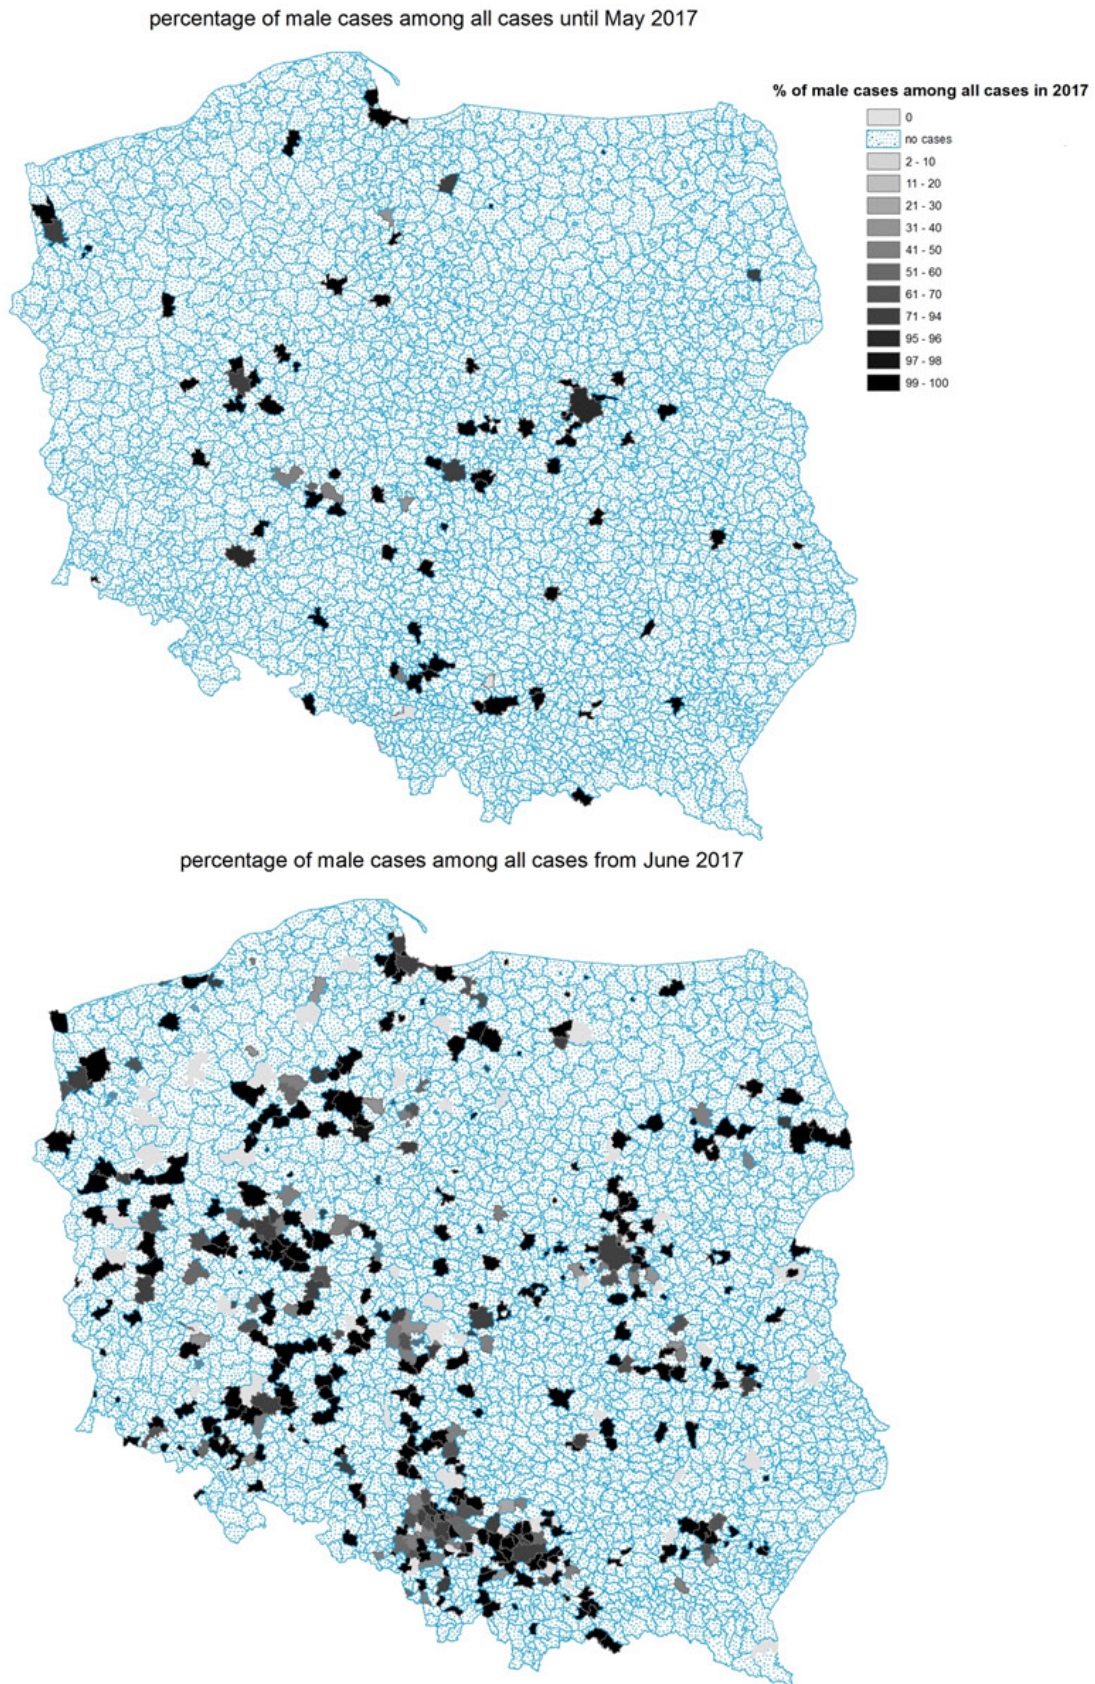 percentage of male cases among all cases until May 2017
% of male cases among all cases in 2017
0
no cases
2 - 10
11 - 20
21 - 30
31 - 40
41 - 50
51 - 60
61 - 70
71 - 94
95 - 96
97 - 98
99 - 100
percentage of male cases among all cases from June 2017